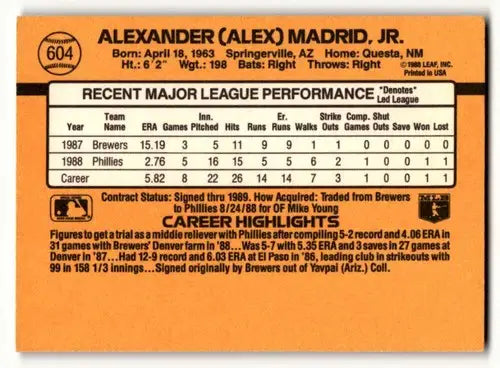 604
ALEXANDER (ALEX) MADRID, JR.
Born: April 18, 1963 Springerville, AZ Home: Questa, NM
Ht.: 6' 2" Wgt.: 198 Bats: Right Throws: Right
© 1988 LEAF, INC.
Printed in USA
RECENT MAJOR LEAGUE PERFORMANCE
*Denotes*
Led League
Year Team Name ERA Games Inn. Pitched Hits Runs Er. Runs Walks Strike Outs Comp. Games Shut Outs Save Won Lost
1987 Brewers 15.19 3 5 11 9 9 1 1 0 0 0 0 0
1988 Phillies 2.76 5 16 15 5 5 6 2 1 0 0 1 1
Career 5.82 8 22 26 14 14 7 3 1 0 0 1 1
Contract Status: Signed thru 1989. How Acquired: Traded from Brewers
to Phillies 8/24/88 for OF Mike Young
CAREER HIGHLIGHTS
Figures to get a trial as a middle reliever with Phillies after compiling 5-2 record and 4.06 ERA in
31 games with Brewers' Denver farm in '88...Was 5-7 with 5.35 ERA and 3 saves in 27 games at
Denver in '87...Had 12-9 record and 6.03 ERA at El Paso in '86, leading club in strikeouts with
99 in 158 1/3 innings...Signed originally by Brewers out of Yavpai (Ariz.) Coll.